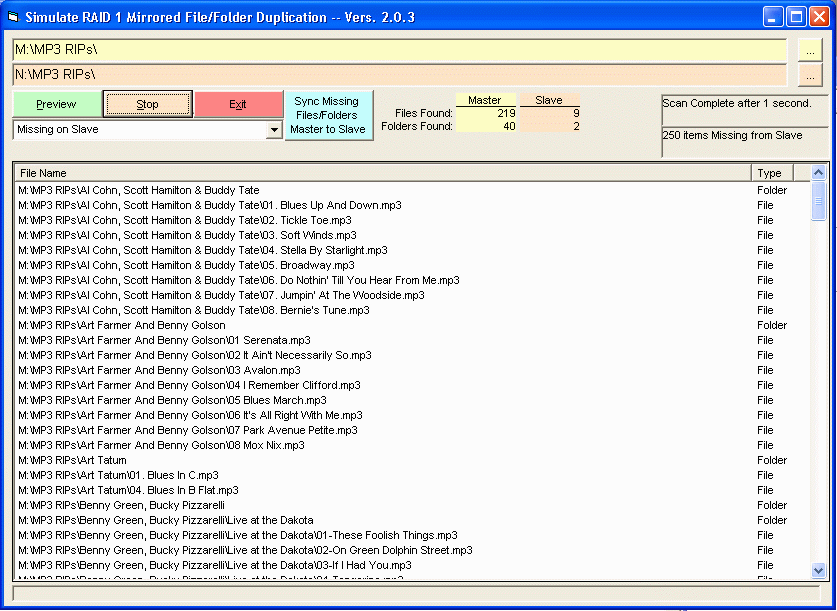 Simulate RAID 1 Mirrored File/Folder Duplication -- Vers. 2.0.3
M:\MP3 RIPs\
...
N:\MP3 RIPs\
...
Preview
Stop
Exit
Sync Missing
Files/Folders
Master to Slave
Missing on Slave
Master Slave
Files Found: 219 9
Folders Found: 40 2
Scan Complete after 1 second.
250 items Missing from Slave
File Name Type
M:\MP3 RIPs\Al Cohn, Scott Hamilton & Buddy Tate Folder
M:\MP3 RIPs\Al Cohn, Scott Hamilton & Buddy Tate\01. Blues Up And Down.mp3 File
M:\MP3 RIPs\Al Cohn, Scott Hamilton & Buddy Tate\02. Tickle Toe.mp3 File
M:\MP3 RIPs\Al Cohn, Scott Hamilton & Buddy Tate\03. Soft Winds.mp3 File
M:\MP3 RIPs\Al Cohn, Scott Hamilton & Buddy Tate\04. Stella By Starlight.mp3 File
M:\MP3 RIPs\Al Cohn, Scott Hamilton & Buddy Tate\05. Broadway.mp3 File
M:\MP3 RIPs\Al Cohn, Scott Hamilton & Buddy Tate\06. Do Nothin' Till You Hear From Me.mp3 File
M:\MP3 RIPs\Al Cohn, Scott Hamilton & Buddy Tate\07. Jumpin' At The Woodside.mp3 File
M:\MP3 RIPs\Al Cohn, Scott Hamilton & Buddy Tate\08. Bernie's Tune.mp3 File
M:\MP3 RIPs\Art Farmer And Benny Golson Folder
M:\MP3 RIPs\Art Farmer And Benny Golson\01 Serenata.mp3 File
M:\MP3 RIPs\Art Farmer And Benny Golson\02 It Ain't Necessarily So.mp3 File
M:\MP3 RIPs\Art Farmer And Benny Golson\03 Avalon.mp3 File
M:\MP3 RIPs\Art Farmer And Benny Golson\04 I Remember Clifford.mp3 File
M:\MP3 RIPs\Art Farmer And Benny Golson\05 Blues March.mp3 File
M:\MP3 RIPs\Art Farmer And Benny Golson\06 It's All Right With Me.mp3 File
M:\MP3 RIPs\Art Farmer And Benny Golson\07 Park Avenue Petite.mp3 File
M:\MP3 RIPs\Art Farmer And Benny Golson\08 Mox Nix.mp3 File
M:\MP3 RIPs\Art Tatum Folder
M:\MP3 RIPs\Art Tatum\01. Blues In C.mp3 File
M:\MP3 RIPs\Art Tatum\04. Blues In B Flat.mp3 File
M:\MP3 RIPs\Benny Green, Bucky Pizzarelli Folder
M:\MP3 RIPs\Benny Green, Bucky Pizzarelli\Live at the Dakota Folder
M:\MP3 RIPs\Benny Green, Bucky Pizzarelli\Live at the Dakota\01-These Foolish Things.mp3 File
M:\MP3 RIPs\Benny Green, Bucky Pizzarelli\Live at the Dakota\02-On Green Dolphin Street.mp3 File
M:\MP3 RIPs\Benny Green, Bucky Pizzarelli\Live at the Dakota\03-If I Had You.mp3 File
M:\MP3 RIPs\Benny Green, Bucky Pizzarelli\Live at the Dakota\04-Tangerine.mp3 File